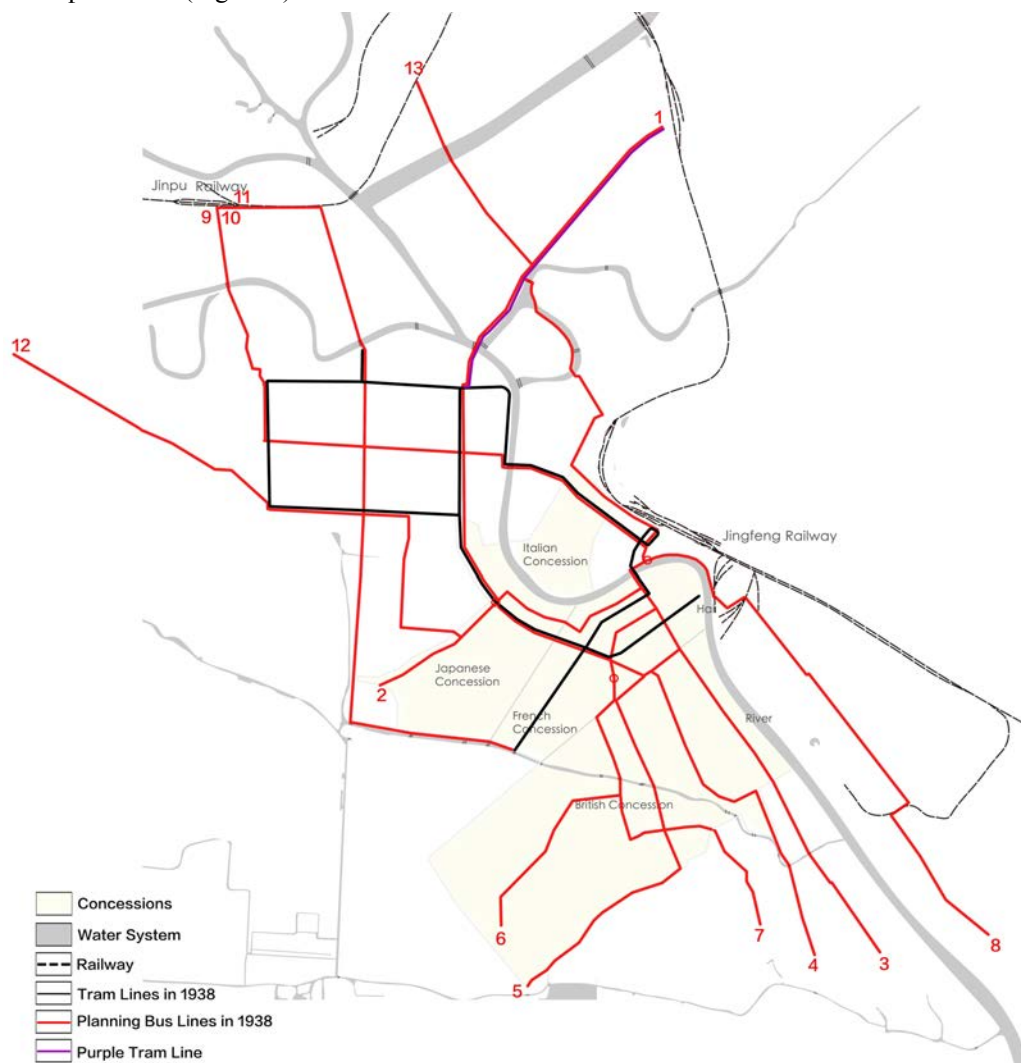 13
1
Jinpu Railway
11
9 10
12
Jingfeng Railway
Italian
Concession
Hai
Japanese
Concession
2
French
Concession
River
British Concession
6
7
8
3
4
5
Concessions
Water System
Railway
Tram Lines in 1938
Planning Bus Lines in 1938
Purple Tram Line